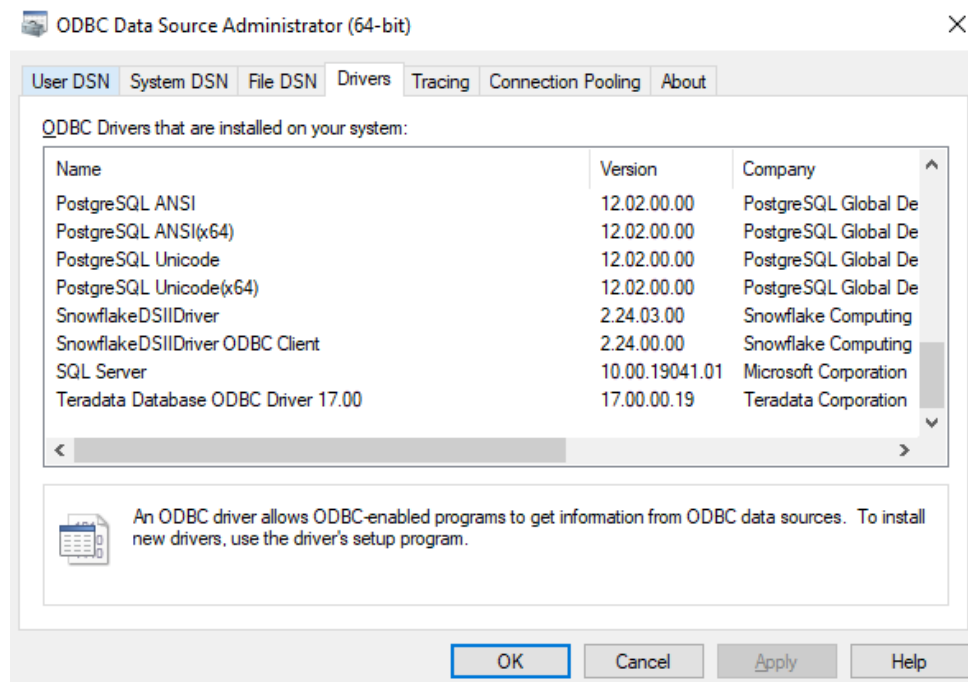 ODBC Data Source Administrator (64-bit)
User DSN System DSN File DSN Drivers Tracing Connection Pooling About
ODBC Drivers that are installed on your system:
Name Version Company
PostgreSQL ANSI 12.02.00.00 PostgreSQL Global De
PostgreSQL ANSI(x64) 12.02.00.00 PostgreSQL Global De
PostgreSQL Unicode 12.02.00.00 PostgreSQL Global De
PostgreSQL Unicode(x64) 12.02.00.00 PostgreSQL Global De
SnowflakeDSIIDriver 2.24.03.00 Snowflake Computing
SnowflakeDSIIDriver ODBC Client 2.24.00.00 Snowflake Computing
SQL Server 10.00.19041.01 Microsoft Corporation
Teradata Database ODBC Driver 17.00 17.00.00.19 Teradata Corporation
An ODBC driver allows ODBC-enabled programs to get information from ODBC data sources. To install
new drivers, use the driver's setup program.
OK Cancel Apply Help